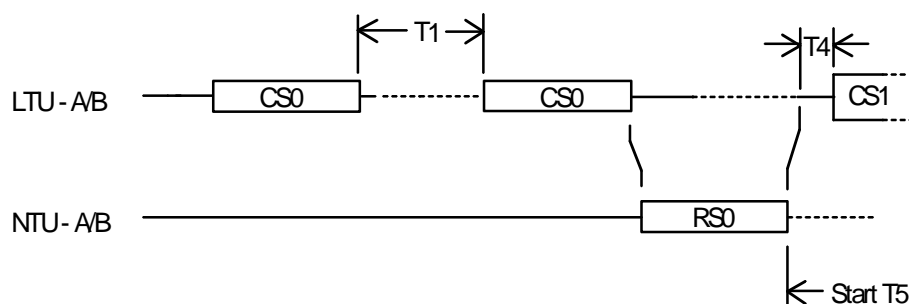 T1
T4
LTU - A/B
CS0
CS0
CS1
NTU - A/B
RS0
Start T5